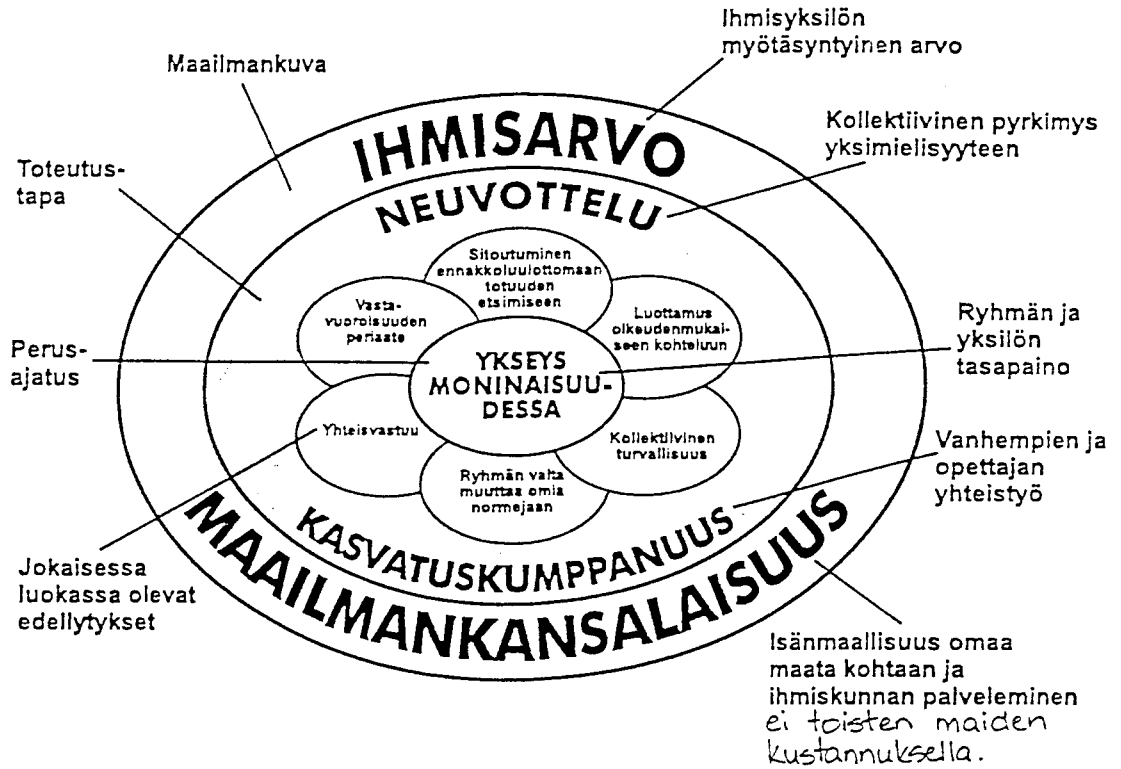 Ihmisyksilön
myötäsyntyinen arvo
Maailmankuva
Kollektiivinen pyrkimys
yksimielisyyteen
Toteutus-
tapa
IHMISARVO
NEUVOTTELU
Sitoutuminen
ennakkoluulottomaan
totuuden
etsimiseen
Vasta-
vuoroisuuden
periaate
Luottamus
oikeudenmukai-
seen kohteluun
Ryhmän ja
yksilön
tasapaino
Perus-
ajatus
YKSEYS
MONINAISUU-
DESSA
Yhteisvastuu
Kollektiivinen
turvallisuus
Ryhmän valta
muuttaa omia
normejaan
Vanhempien ja
opettajan
yhteistyö
KASVATUSKUMPPANUUS
MAAILMANKANSALAISUUS
Jokaisessa
luokassa olevat
edellytykset
Isänmaallisuus omaa
maata kohtaan ja
ihmiskunnan palveleminen
ei toisten maiden
kustannuksella.